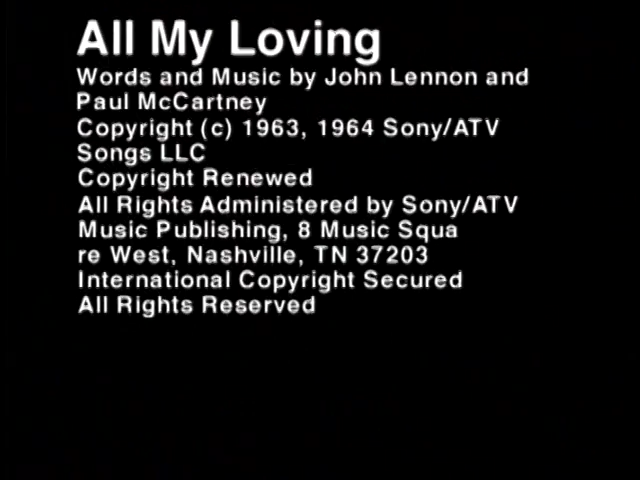 All My Loving
Words and Music by John Lennon and
Paul McCartney
Copyright (c) 1963, 1964 Sony/ATV
Songs LLC
Copyright Renewed
All Rights Administered by Sony/ATV
Music Publishing, 8 Music Squa
re West, Nashville, TN 37203
International Copyright Secured
All Rights Reserved